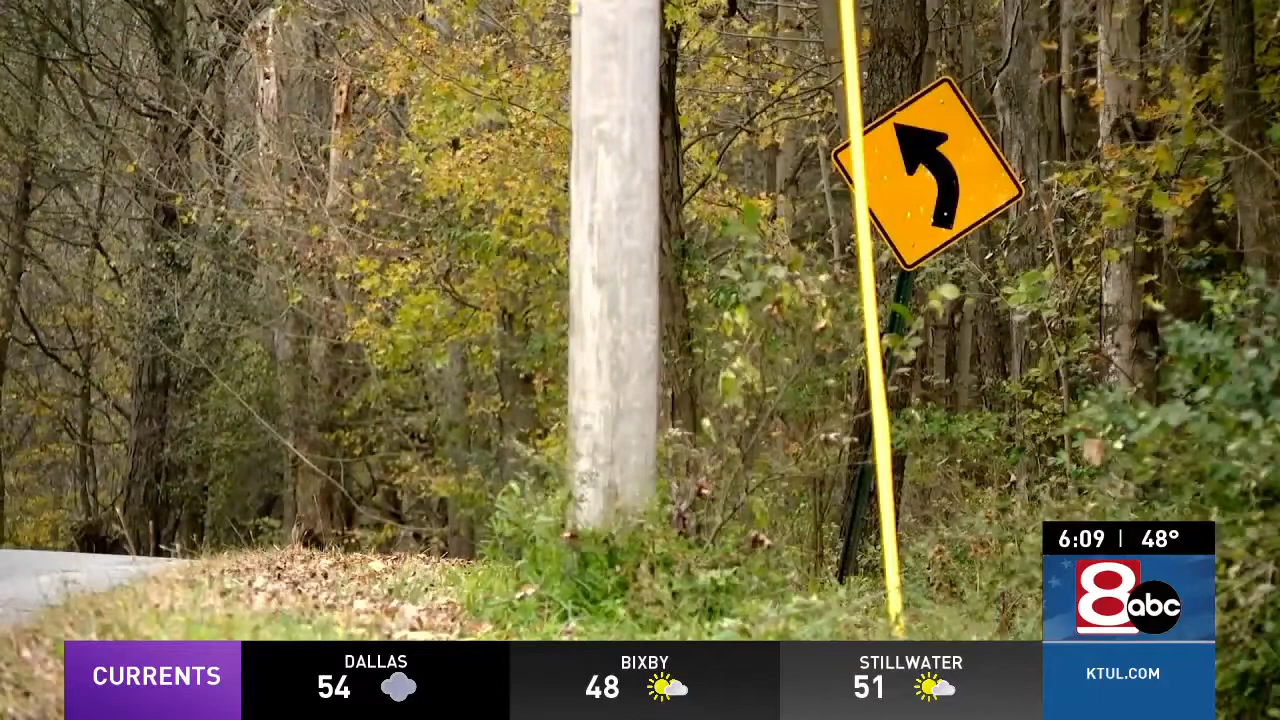 6:09 | 48°
8 abc
KTUL.COM
CURRENTS
DALLAS
54
BIXBY
48
STILLWATER
51